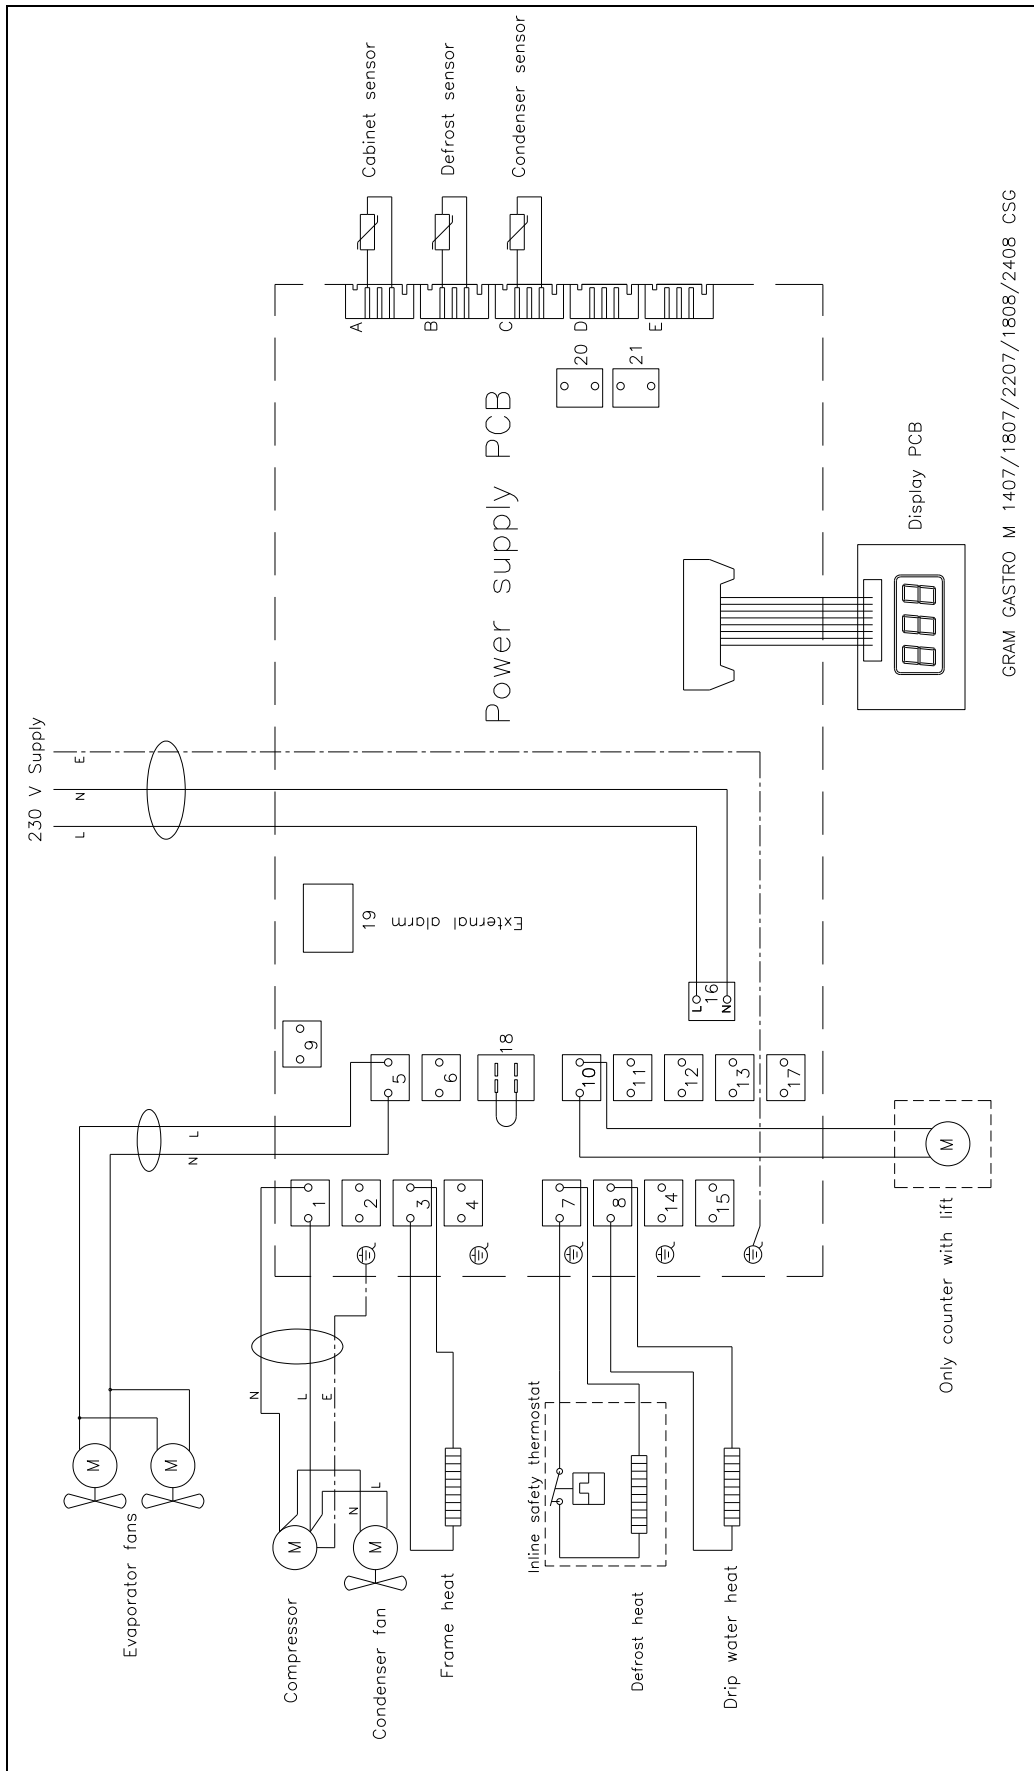 230 V Supply
L
N
E
Evaporator fans
M
M
N
L
Compressor
M
N
L
E
Condenser fan
M
N
L
Frame heat
Inline safety thermostat
Defrost heat
Drip water heat
1
2
3
4
7
8
14
15
5
6
18
10
11
12
13
17
9
19
External alarm
L
N
16
Only counter with lift
M
Power supply PCB
20
21
A
B
C
D
E
Cabinet sensor
Defrost sensor
Condenser sensor
Display PCB
GRAM GASTRO M 1407/1807/2207/1808/2408 CSG